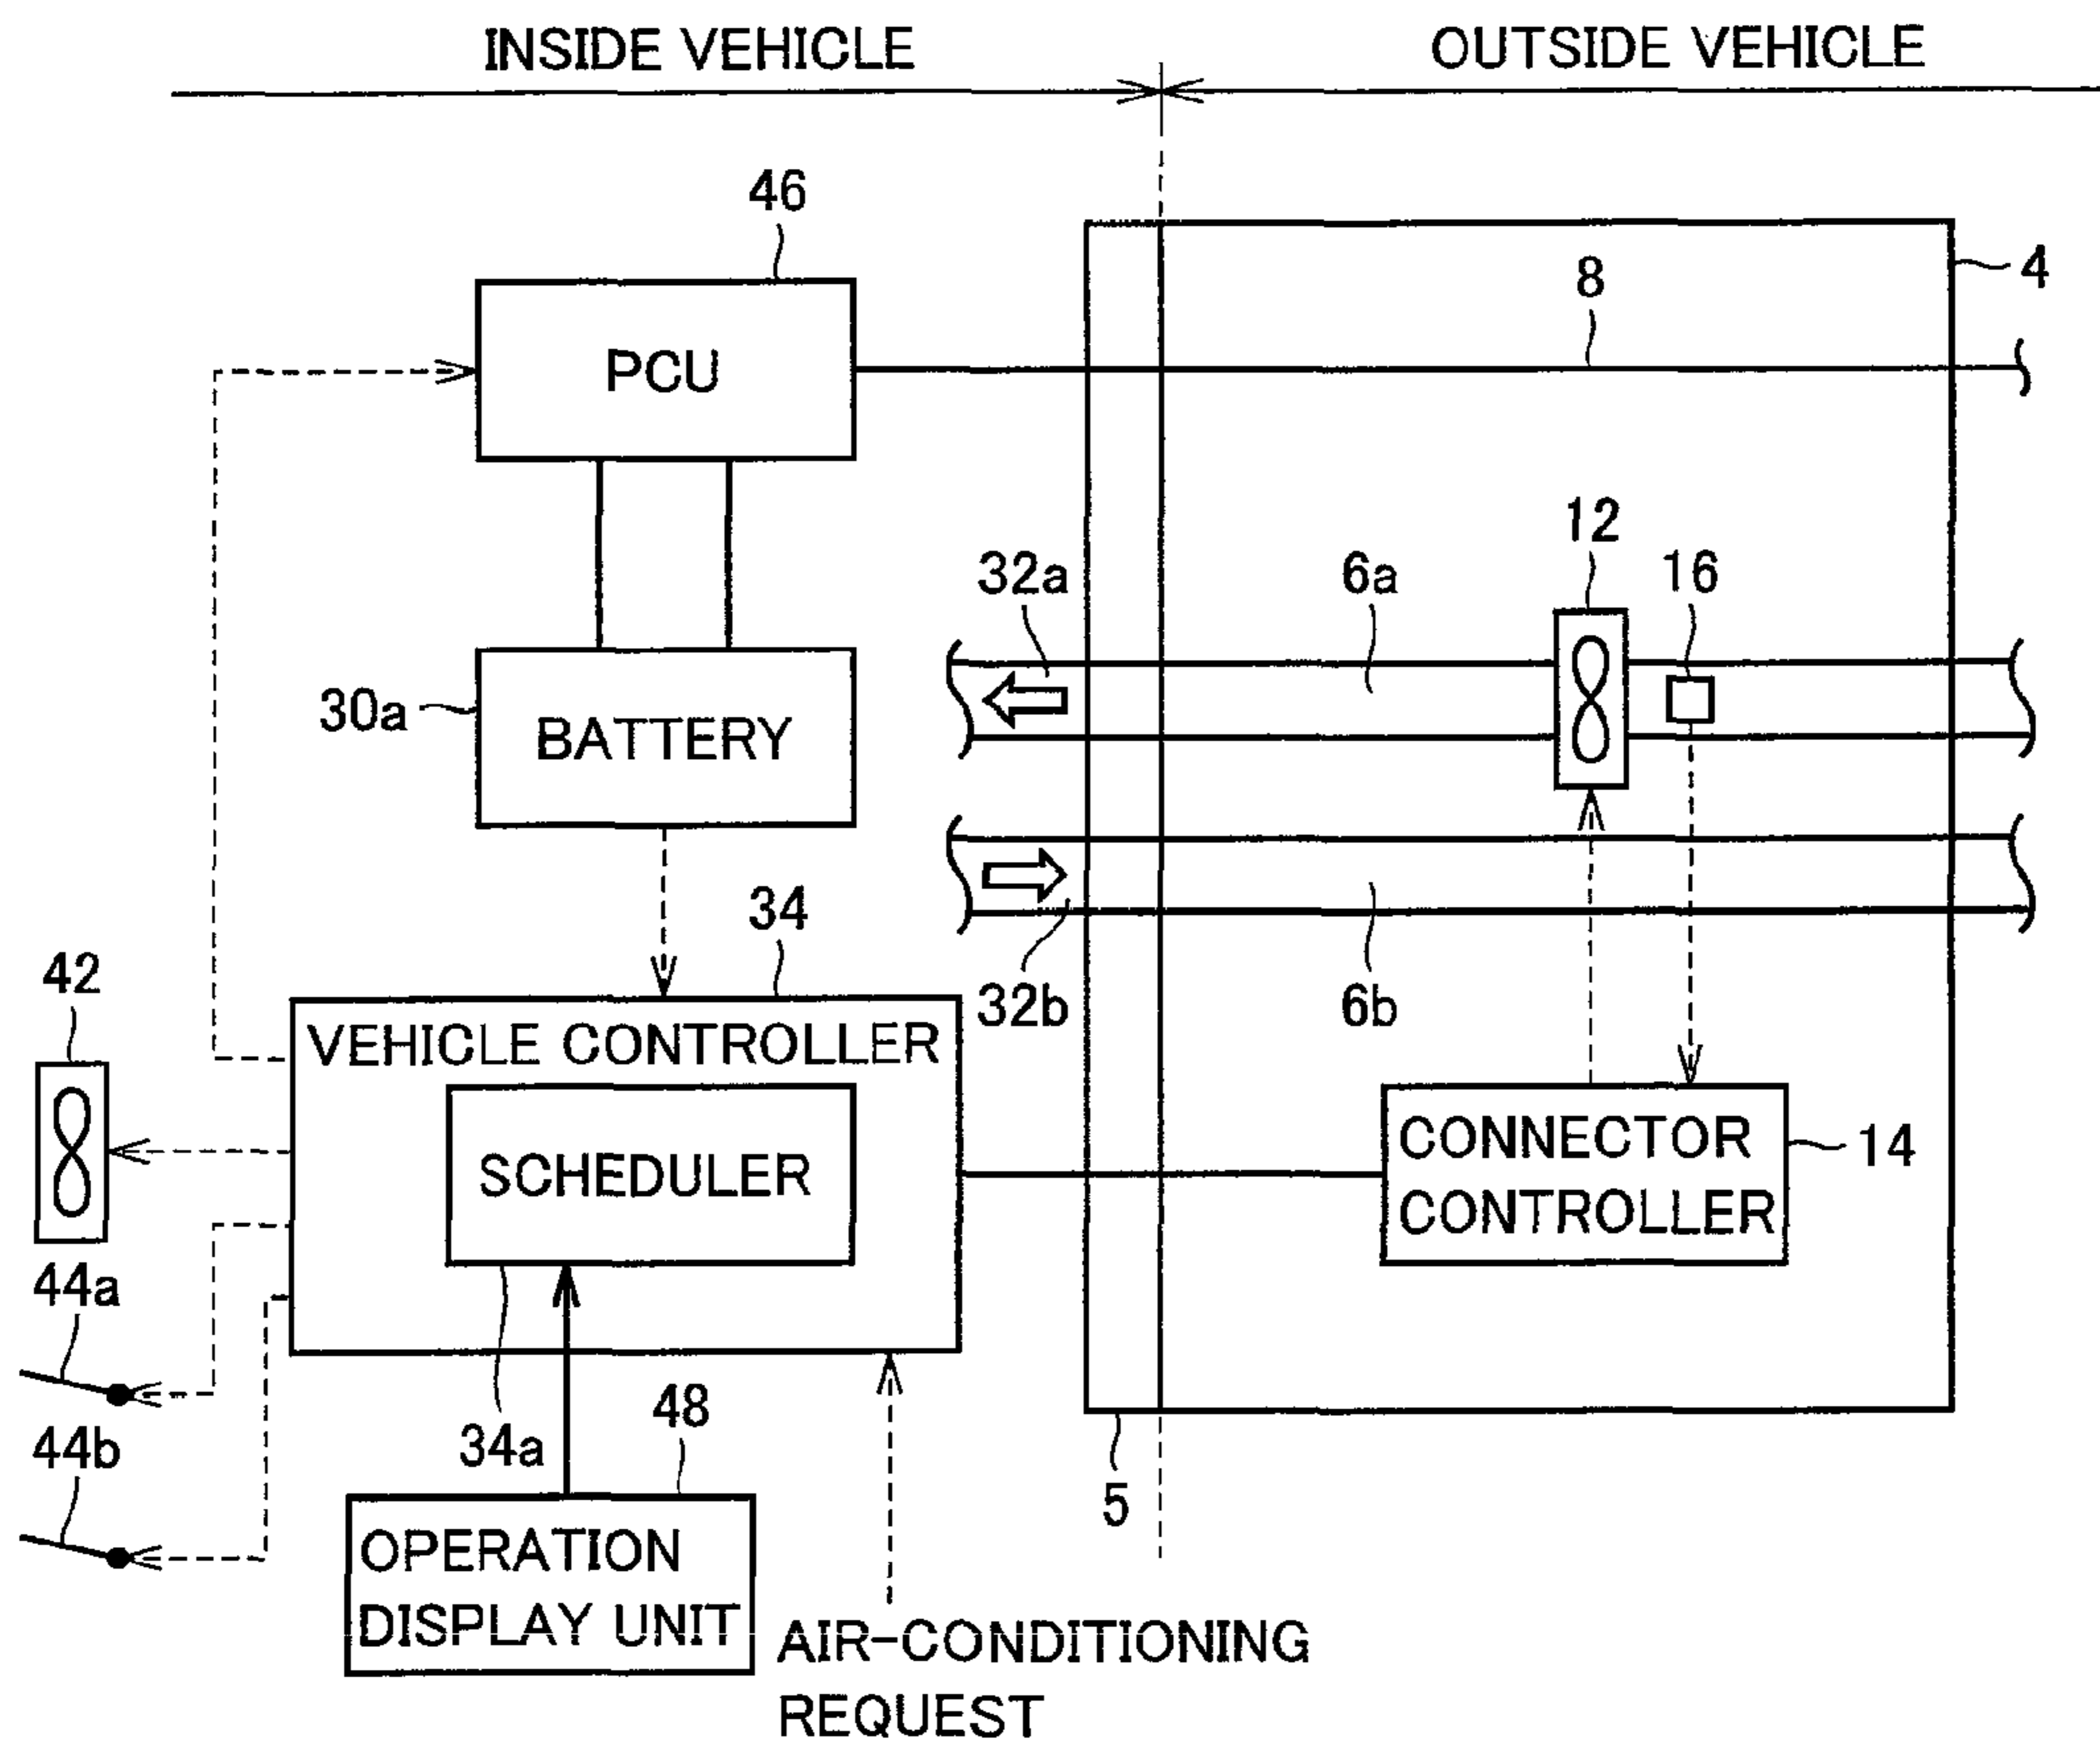 INSIDE VEHICLE
OUTSIDE VEHICLE
46
4
8
PCU
12
32a
6a
16
30a
BATTERY
34
42
32b
6b
VEHICLE CONTROLLER
CONNECTOR
CONTROLLER
14
SCHEDULER
44a
48
44b
34a
5
OPERATION
DISPLAY UNIT
AIR-CONDITIONING
REQUEST